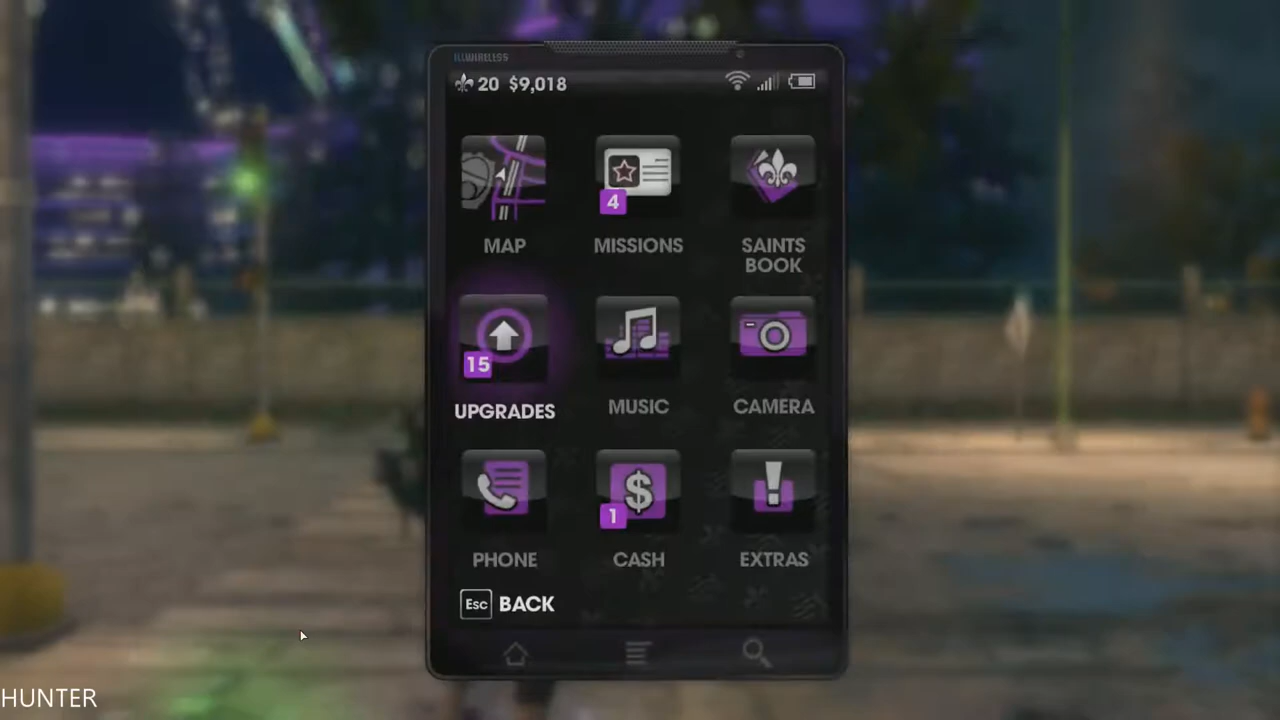 ILLWIRELESS
20 $9,018
MAP
4
MISSIONS
SAINTS
BOOK
15
UPGRADES
MUSIC
CAMERA
PHONE
$
1
CASH
!
EXTRAS
Esc BACK
HUNTER